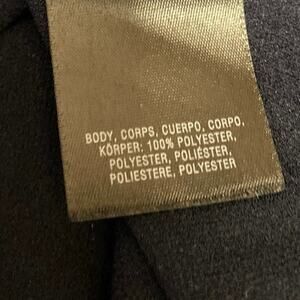 BODY, CORPS, CUERPO, CORPO,
KÖRPER: 100% POLYESTER,
POLYESTER, POLIÉSTER,
POLIESTERE, POLYESTER